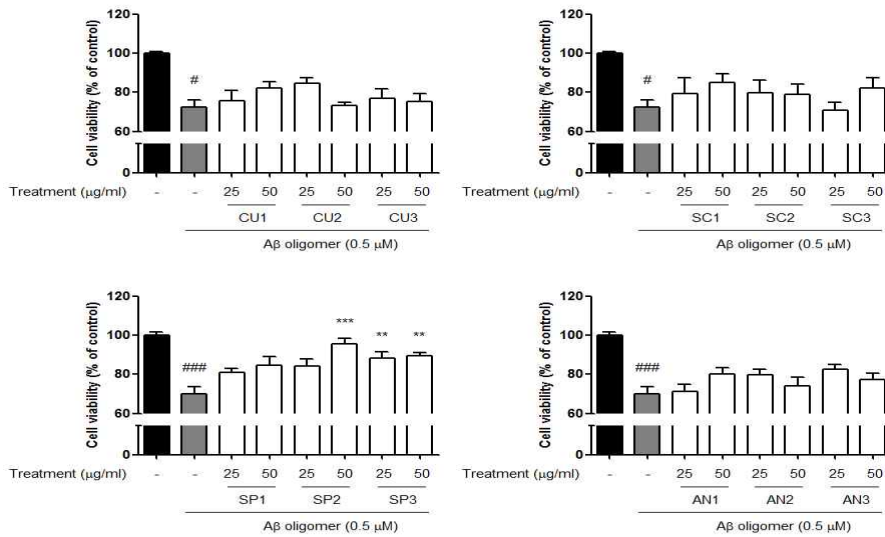 120
100
80
60
0
Cell viability (% of control)
#
Treatment (μg/ml)
- - 25 50 25 50 25 50
CU1 CU2 CU3
Aβ oligomer (0.5 μM)
120
100
80
60
0
Cell viability (% of control)
#
Treatment (μg/ml)
- - 25 50 25 50 25 50
SC1 SC2 SC3
Aβ oligomer (0.5 μM)
120
100
80
60
0
Cell viability (% of control)
###
***
** **
Treatment (μg/ml)
- - 25 50 25 50 25 50
SP1 SP2 SP3
Aβ oligomer (0.5 μM)
120
100
80
60
0
Cell viability (% of control)
###
Treatment (μg/ml)
- - 25 50 25 50 25 50
AN1 AN2 AN3
Aβ oligomer (0.5 μM)